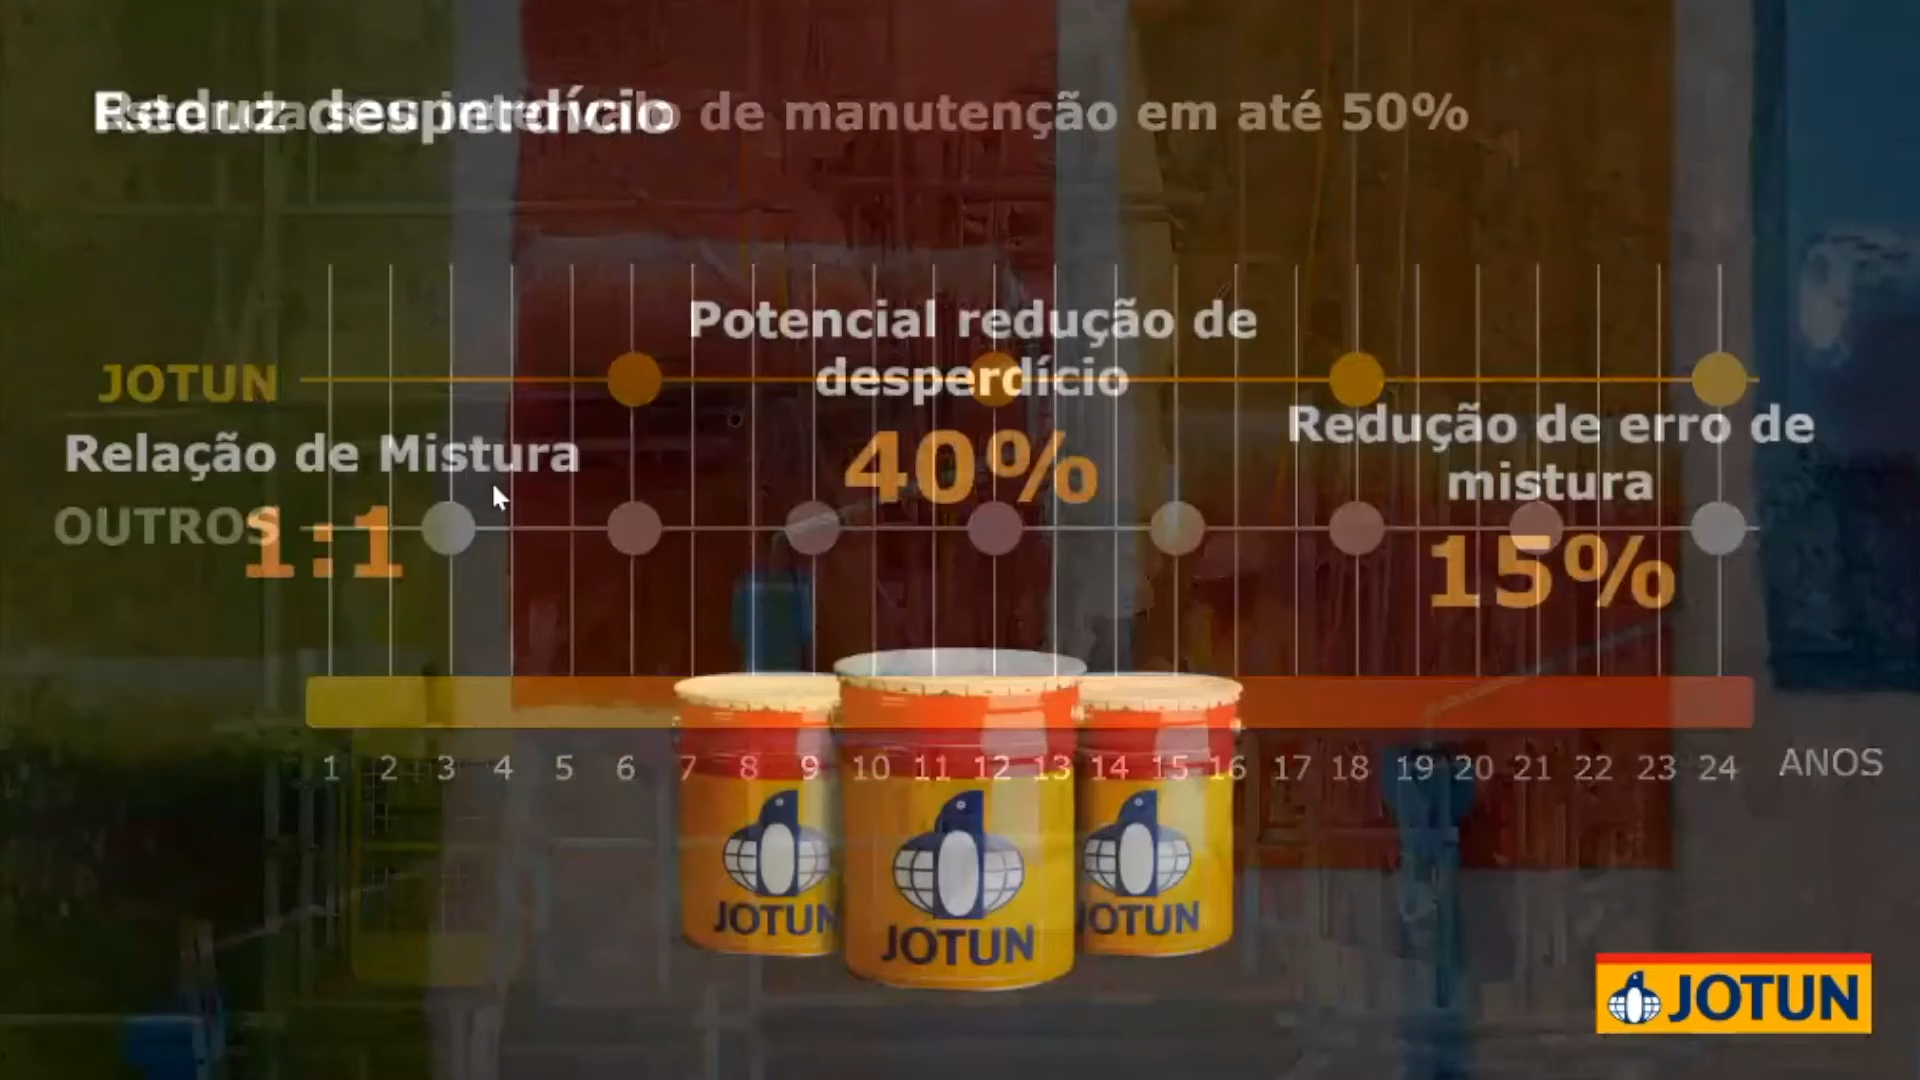 Reduz desperdício
de manutenção em até 50%
Potencial redução de
desperdício
40%
JOTUN
Redução de erro de
mistura
15%
Relação de Mistura
1:1
OUTROS
1 2 3 4 5 6 7 8 9 10 11 12 13 14 15 16 17 18 19 20 21 22 23 24 ANOS
JOTUN
JOTUN
JOTUN
JOTUN